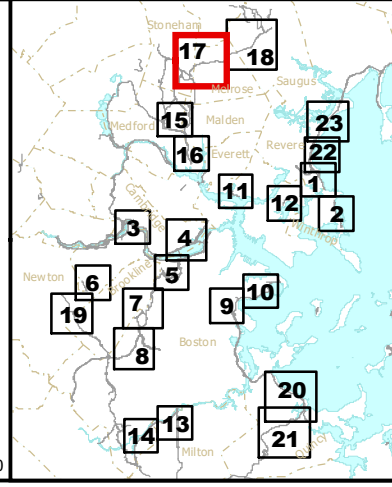 Stoneham
17
18
Melrose
Saugus
15
Medford
Malden
23
16
Everett
Revere
22
1
11
12
2
Cambridge
3
4
Winthrop
Newton
6
Brookline
5
10
19
7
9
8
Boston
20
14
13
21
Milton
Quincy
0